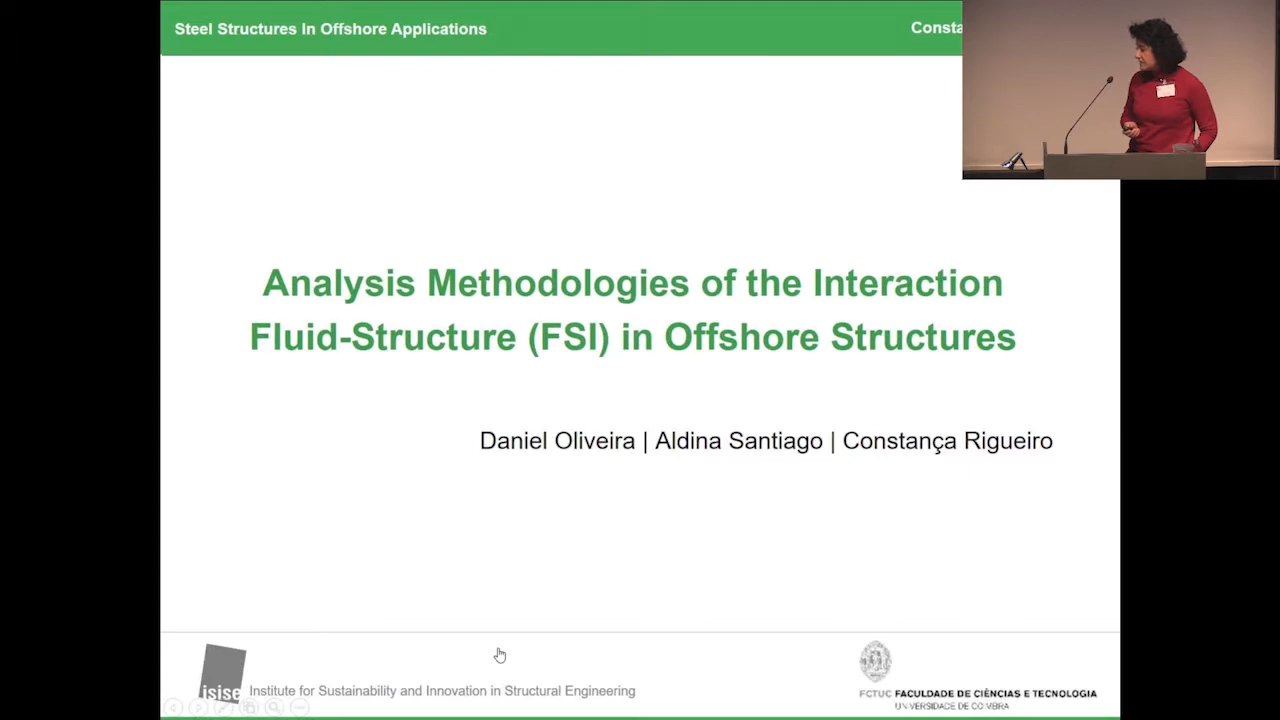 Steel Structures In Offshore Applications
Consta
Analysis Methodologies of the Interaction
Fluid-Structure (FSI) in Offshore Structures
Daniel Oliveira | Aldina Santiago | Constança Rigueiro
isise Institute for Sustainability and Innovation in Structural Engineering
FCTUC FACULDADE DE CIÊNCIAS E TECNOLOGIA
UNIVERSIDADE DE COIMBRA